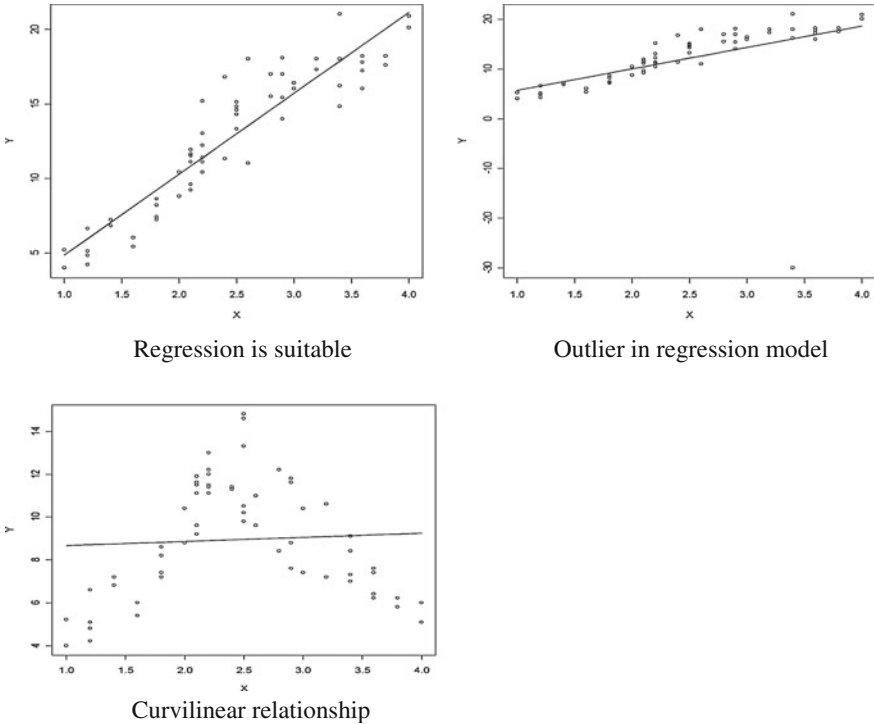 20
15
10
5
Y
1.0 1.5 2.0 2.5 3.0 3.5 4.0
X
Regression is suitable
20
10
0
-10
-20
-30
Y
1.0 1.5 2.0 2.5 3.0 3.5 4.0
X
Outlier in regression model
14
12
10
8
6
4
Y
1.0 1.5 2.0 2.5 3.0 3.5 4.0
X
Curvilinear relationship